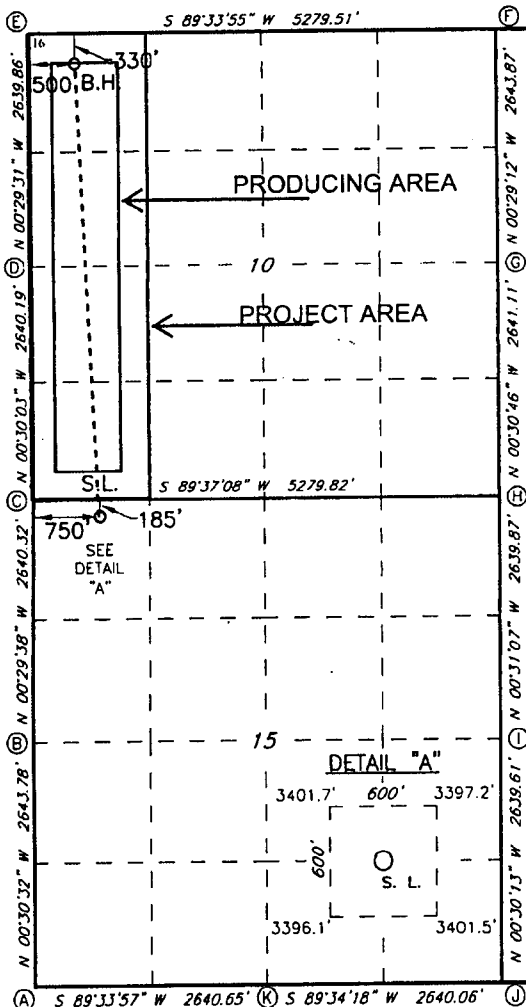 Ⓔ S 89°33'55" W 5279.51' Ⓕ
16
330'
500' B.H.
N 00°29'31" W 2639.86'
N 00°29'12" W 2643.87'
PRODUCING AREA
Ⓓ 10 Ⓖ
PROJECT AREA
N 00°30'03" W 2640.19'
N 00°30'46" W 2641.11'
S.L.
Ⓒ S 89°37'08" W 5279.82' Ⓗ
750' 185'
SEE
DETAIL
"A"
N 00°29'38" W 2640.32'
N 00°31'07" W 2639.87'
Ⓑ 15 Ⓘ
DETAIL "A"
3401.7' 600' 3397.2'
600'
S. L.
3396.1' 3401.5'
N 00°30'32" W 2643.78'
N 00°30'13" W 2639.61'
Ⓐ S 89°33'57" W 2640.65' Ⓚ S 89°34'18" W 2640.06' Ⓙ